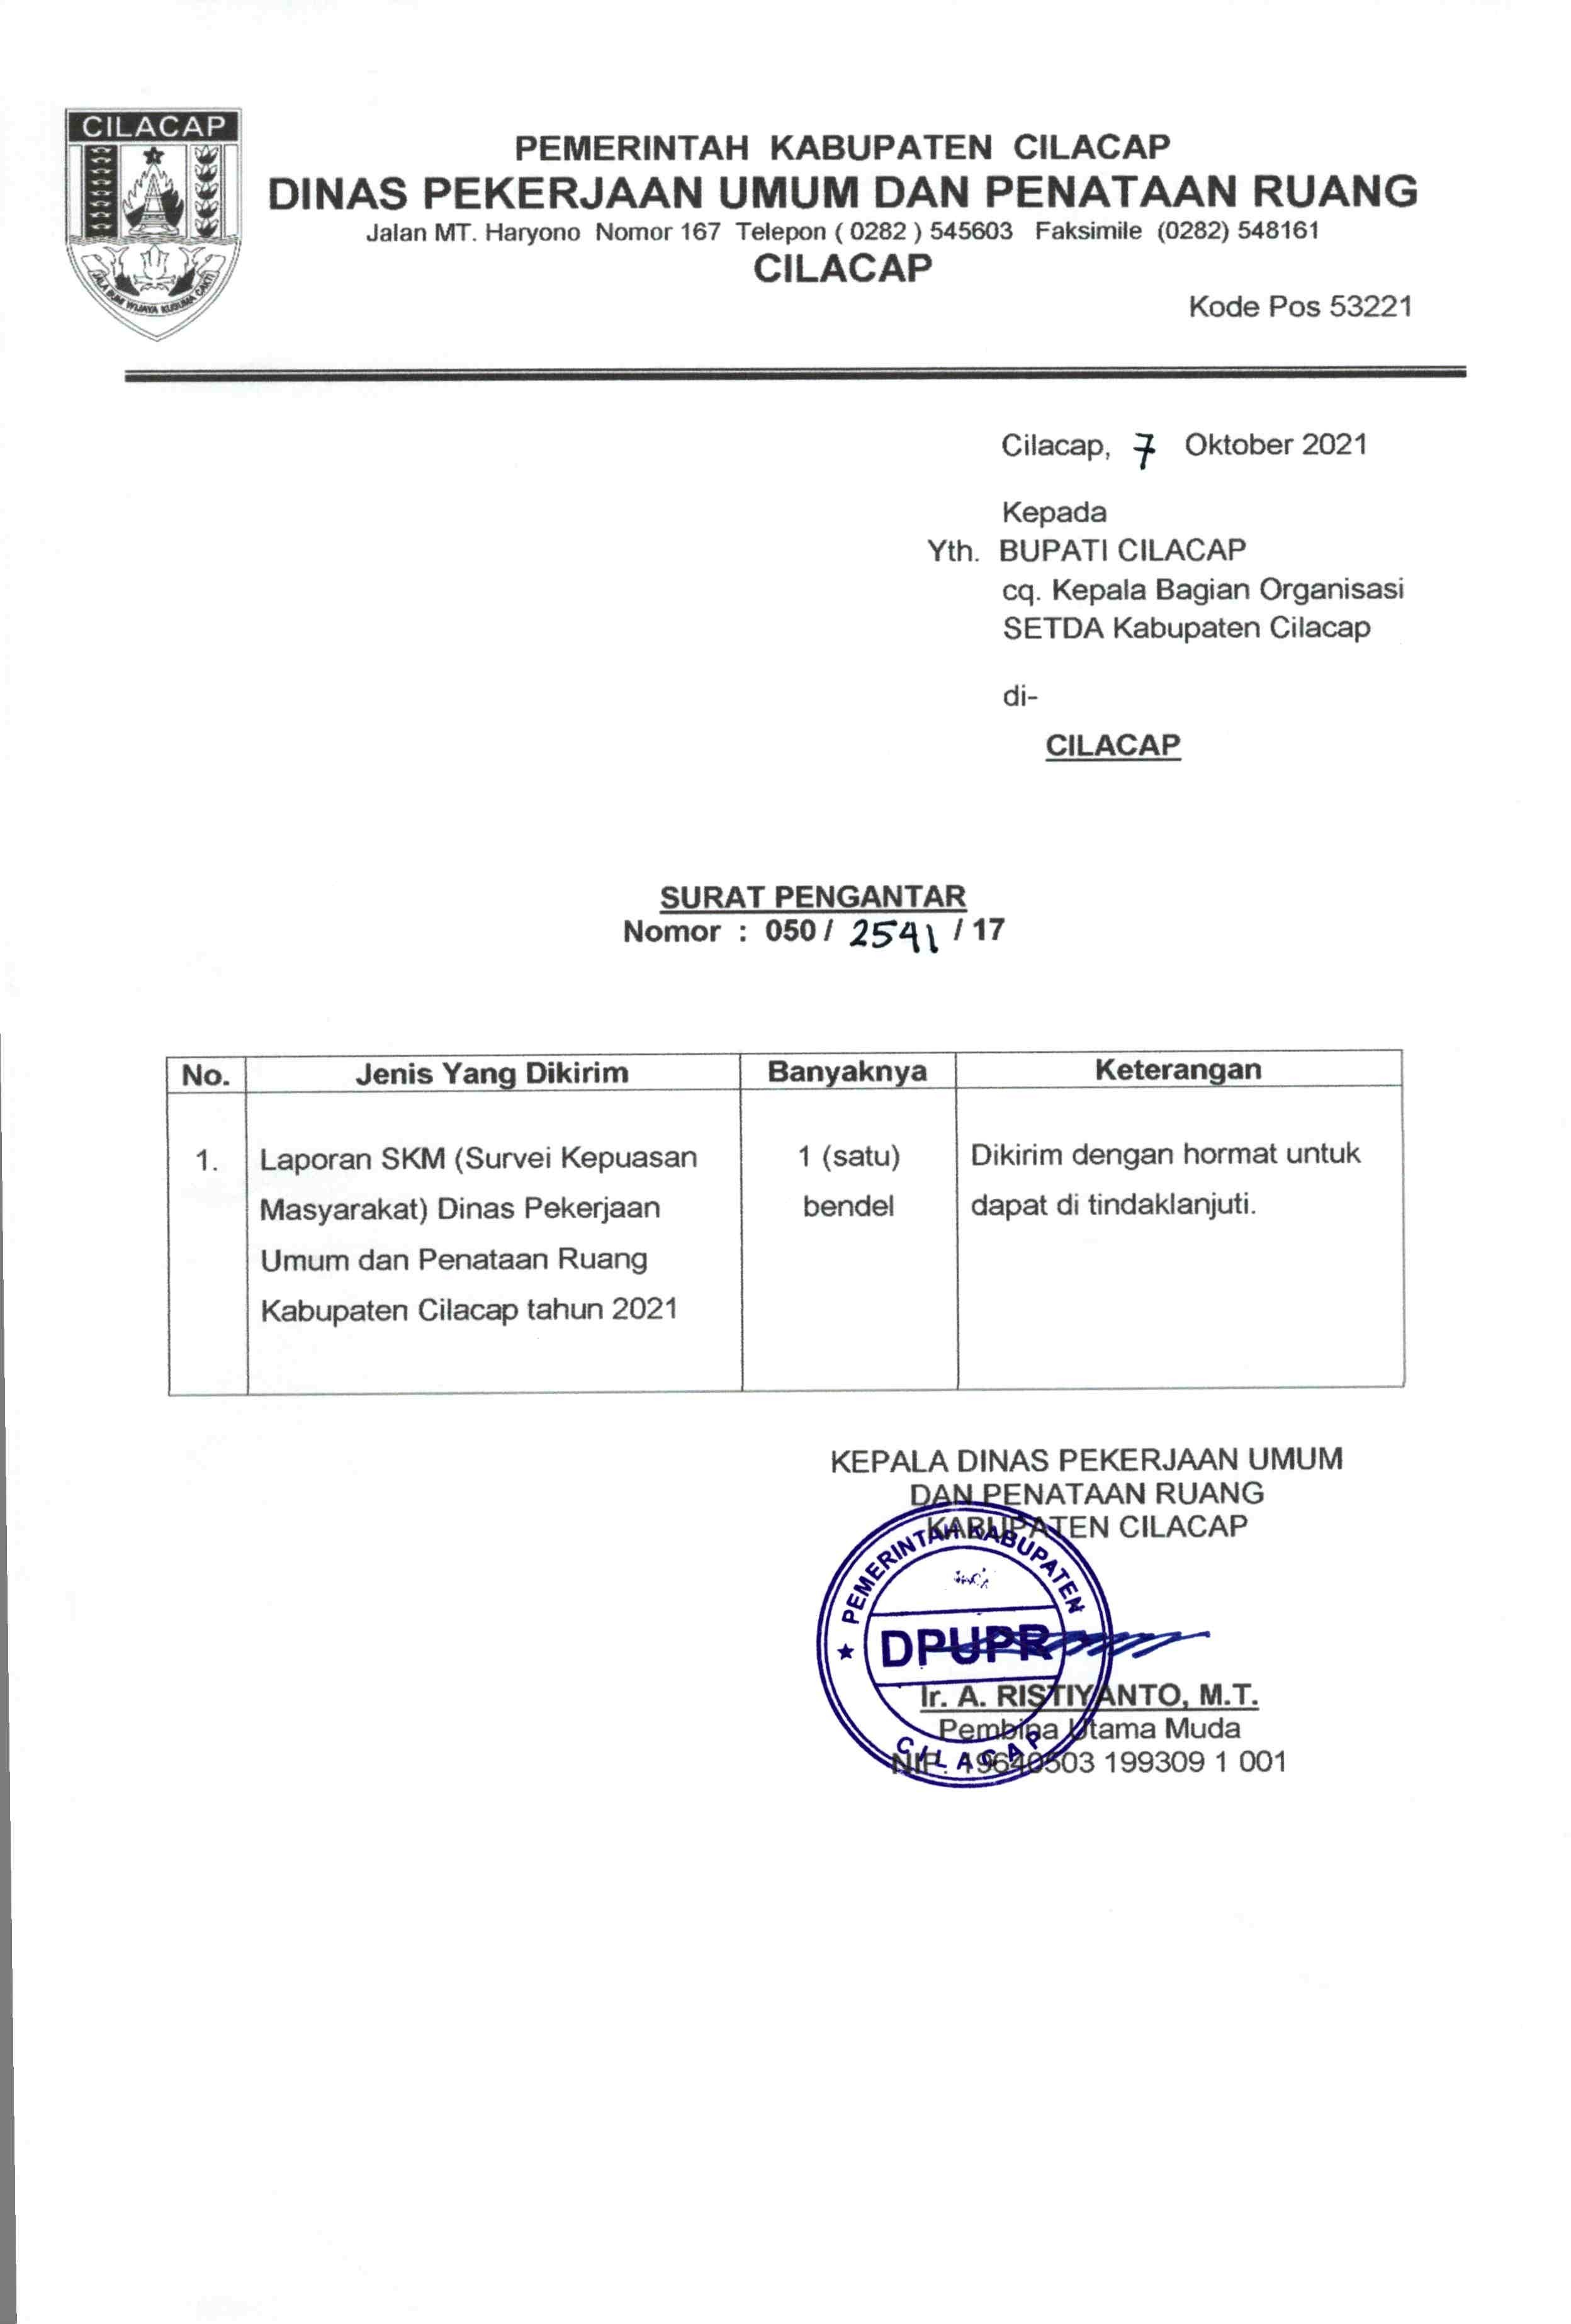 CILACAP
JALA BUMI WIJAYA KUSUMA CAKTI
PEMERINTAH KABUPATEN CILACAP
DINAS PEKERJAAN UMUM DAN PENATAAN RUANG
Jalan MT. Haryono Nomor 167 Telepon ( 0282 ) 545603 Faksimile (0282) 548161
CILACAP
Kode Pos 53221
Cilacap, 7 Oktober 2021
Kepada
Yth. BUPATI CILACAP
cq. Kepala Bagian Organisasi
SETDA Kabupaten Cilacap
di-
CILACAP
SURAT PENGANTAR
Nomor : 050 / 2541 / 17
No. Jenis Yang Dikirim Banyaknya Keterangan
1. Laporan SKM (Survei Kepuasan 1 (satu) Dikirim dengan hormat untuk
Masyarakat) Dinas Pekerjaan bendel dapat di tindaklanjuti.
Umum dan Penataan Ruang
Kabupaten Cilacap tahun 2021
KEPALA DINAS PEKERJAAN UMUM
DAN PENATAAN RUANG
KABUPATEN CILACAP
PEMERINTAH KABUPATEN
DPUPR
CILACAP
Ir. A. RISTIYANTO, M.T.
Pembina Utama Muda
NIP. 19640503 199309 1 001